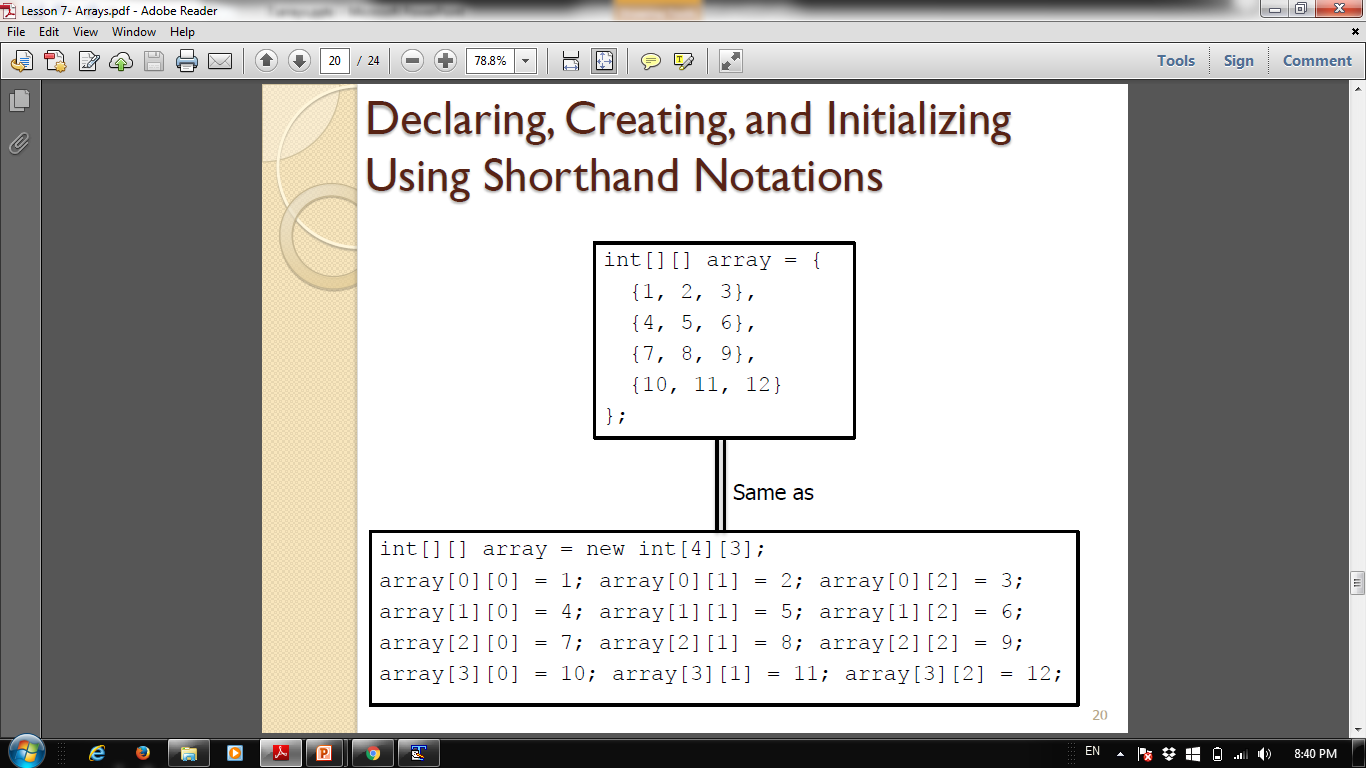 Lesson 7- Arrays.pdf - Adobe Reader
File Edit View Window Help
20 / 24 78.8% Tools Sign Comment
Declaring, Creating, and Initializing
Using Shorthand Notations
int[][] array = {
{1, 2, 3},
{4, 5, 6},
{7, 8, 9},
{10, 11, 12}
};
Same as
int[][] array = new int[4][3];
array[0][0] = 1; array[0][1] = 2; array[0][2] = 3;
array[1][0] = 4; array[1][1] = 5; array[1][2] = 6;
array[2][0] = 7; array[2][1] = 8; array[2][2] = 9;
array[3][0] = 10; array[3][1] = 11; array[3][2] = 12;
20
EN 8:40 PM